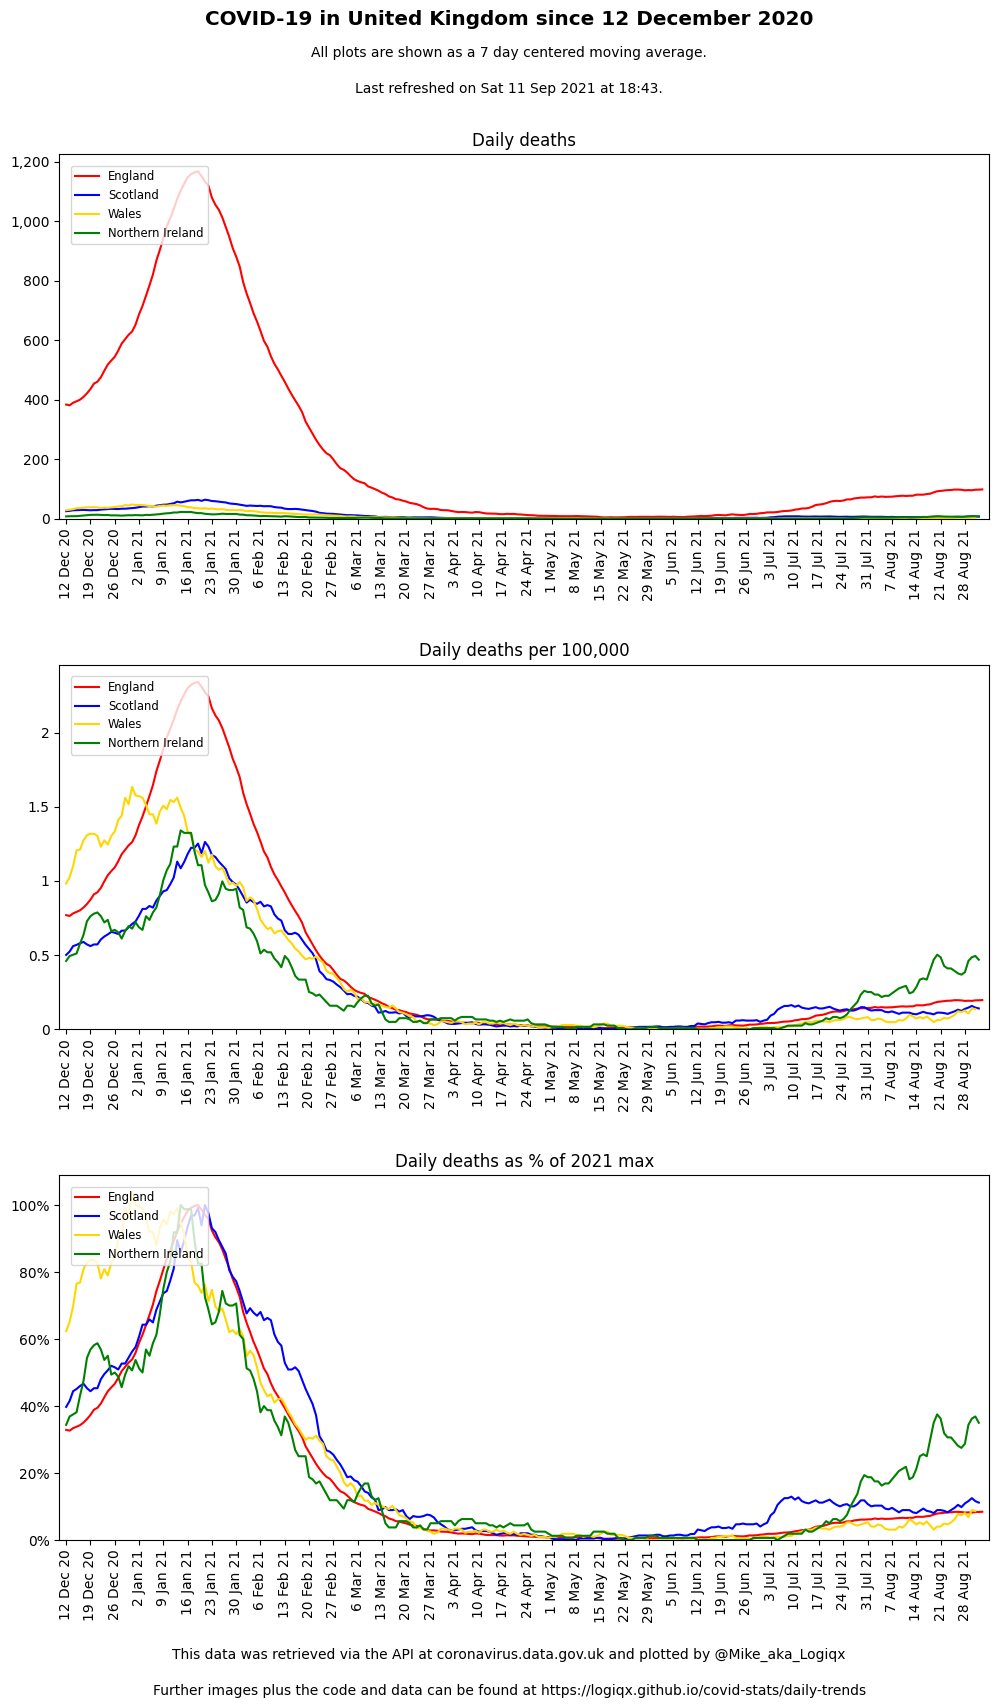 COVID-19 in United Kingdom since 12 December 2020
All plots are shown as a 7 day centered moving average.
Last refreshed on Sat 11 Sep 2021 at 18:43.
Daily deaths
1,200
1,000
800
600
400
200
0
England
Scotland
Wales
Northern Ireland
12 Dec 20
19 Dec 20
26 Dec 20
2 Jan 21
9 Jan 21
16 Jan 21
23 Jan 21
30 Jan 21
6 Feb 21
13 Feb 21
20 Feb 21
27 Feb 21
6 Mar 21
13 Mar 21
20 Mar 21
27 Mar 21
3 Apr 21
10 Apr 21
17 Apr 21
24 Apr 21
1 May 21
8 May 21
15 May 21
22 May 21
29 May 21
5 Jun 21
12 Jun 21
19 Jun 21
26 Jun 21
3 Jul 21
10 Jul 21
17 Jul 21
24 Jul 21
31 Jul 21
7 Aug 21
14 Aug 21
21 Aug 21
28 Aug 21
Daily deaths per 100,000
2
1.5
1
0.5
0
England
Scotland
Wales
Northern Ireland
12 Dec 20
19 Dec 20
26 Dec 20
2 Jan 21
9 Jan 21
16 Jan 21
23 Jan 21
30 Jan 21
6 Feb 21
13 Feb 21
20 Feb 21
27 Feb 21
6 Mar 21
13 Mar 21
20 Mar 21
27 Mar 21
3 Apr 21
10 Apr 21
17 Apr 21
24 Apr 21
1 May 21
8 May 21
15 May 21
22 May 21
29 May 21
5 Jun 21
12 Jun 21
19 Jun 21
26 Jun 21
3 Jul 21
10 Jul 21
17 Jul 21
24 Jul 21
31 Jul 21
7 Aug 21
14 Aug 21
21 Aug 21
28 Aug 21
Daily deaths as % of 2021 max
100%
80%
60%
40%
20%
0%
England
Scotland
Wales
Northern Ireland
12 Dec 20
19 Dec 20
26 Dec 20
2 Jan 21
9 Jan 21
16 Jan 21
23 Jan 21
30 Jan 21
6 Feb 21
13 Feb 21
20 Feb 21
27 Feb 21
6 Mar 21
13 Mar 21
20 Mar 21
27 Mar 21
3 Apr 21
10 Apr 21
17 Apr 21
24 Apr 21
1 May 21
8 May 21
15 May 21
22 May 21
29 May 21
5 Jun 21
12 Jun 21
19 Jun 21
26 Jun 21
3 Jul 21
10 Jul 21
17 Jul 21
24 Jul 21
31 Jul 21
7 Aug 21
14 Aug 21
21 Aug 21
28 Aug 21
This data was retrieved via the API at coronavirus.data.gov.uk and plotted by @Mike_aka_Logiqx
Further images plus the code and data can be found at https://logiqx.github.io/covid-stats/daily-trends